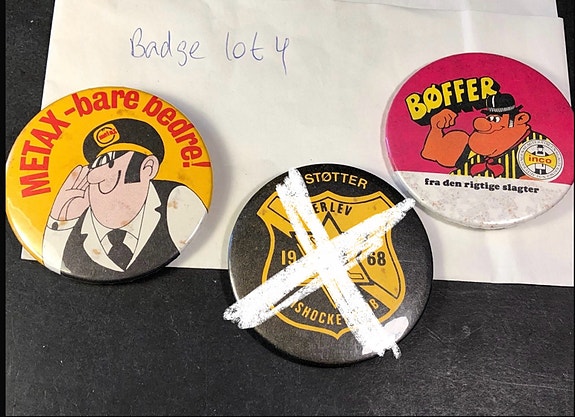 Badge lot 4
METAX-bare bedre!
metax
BØFFER
inco
fra den rigtige slagter
STØTTER
19 68